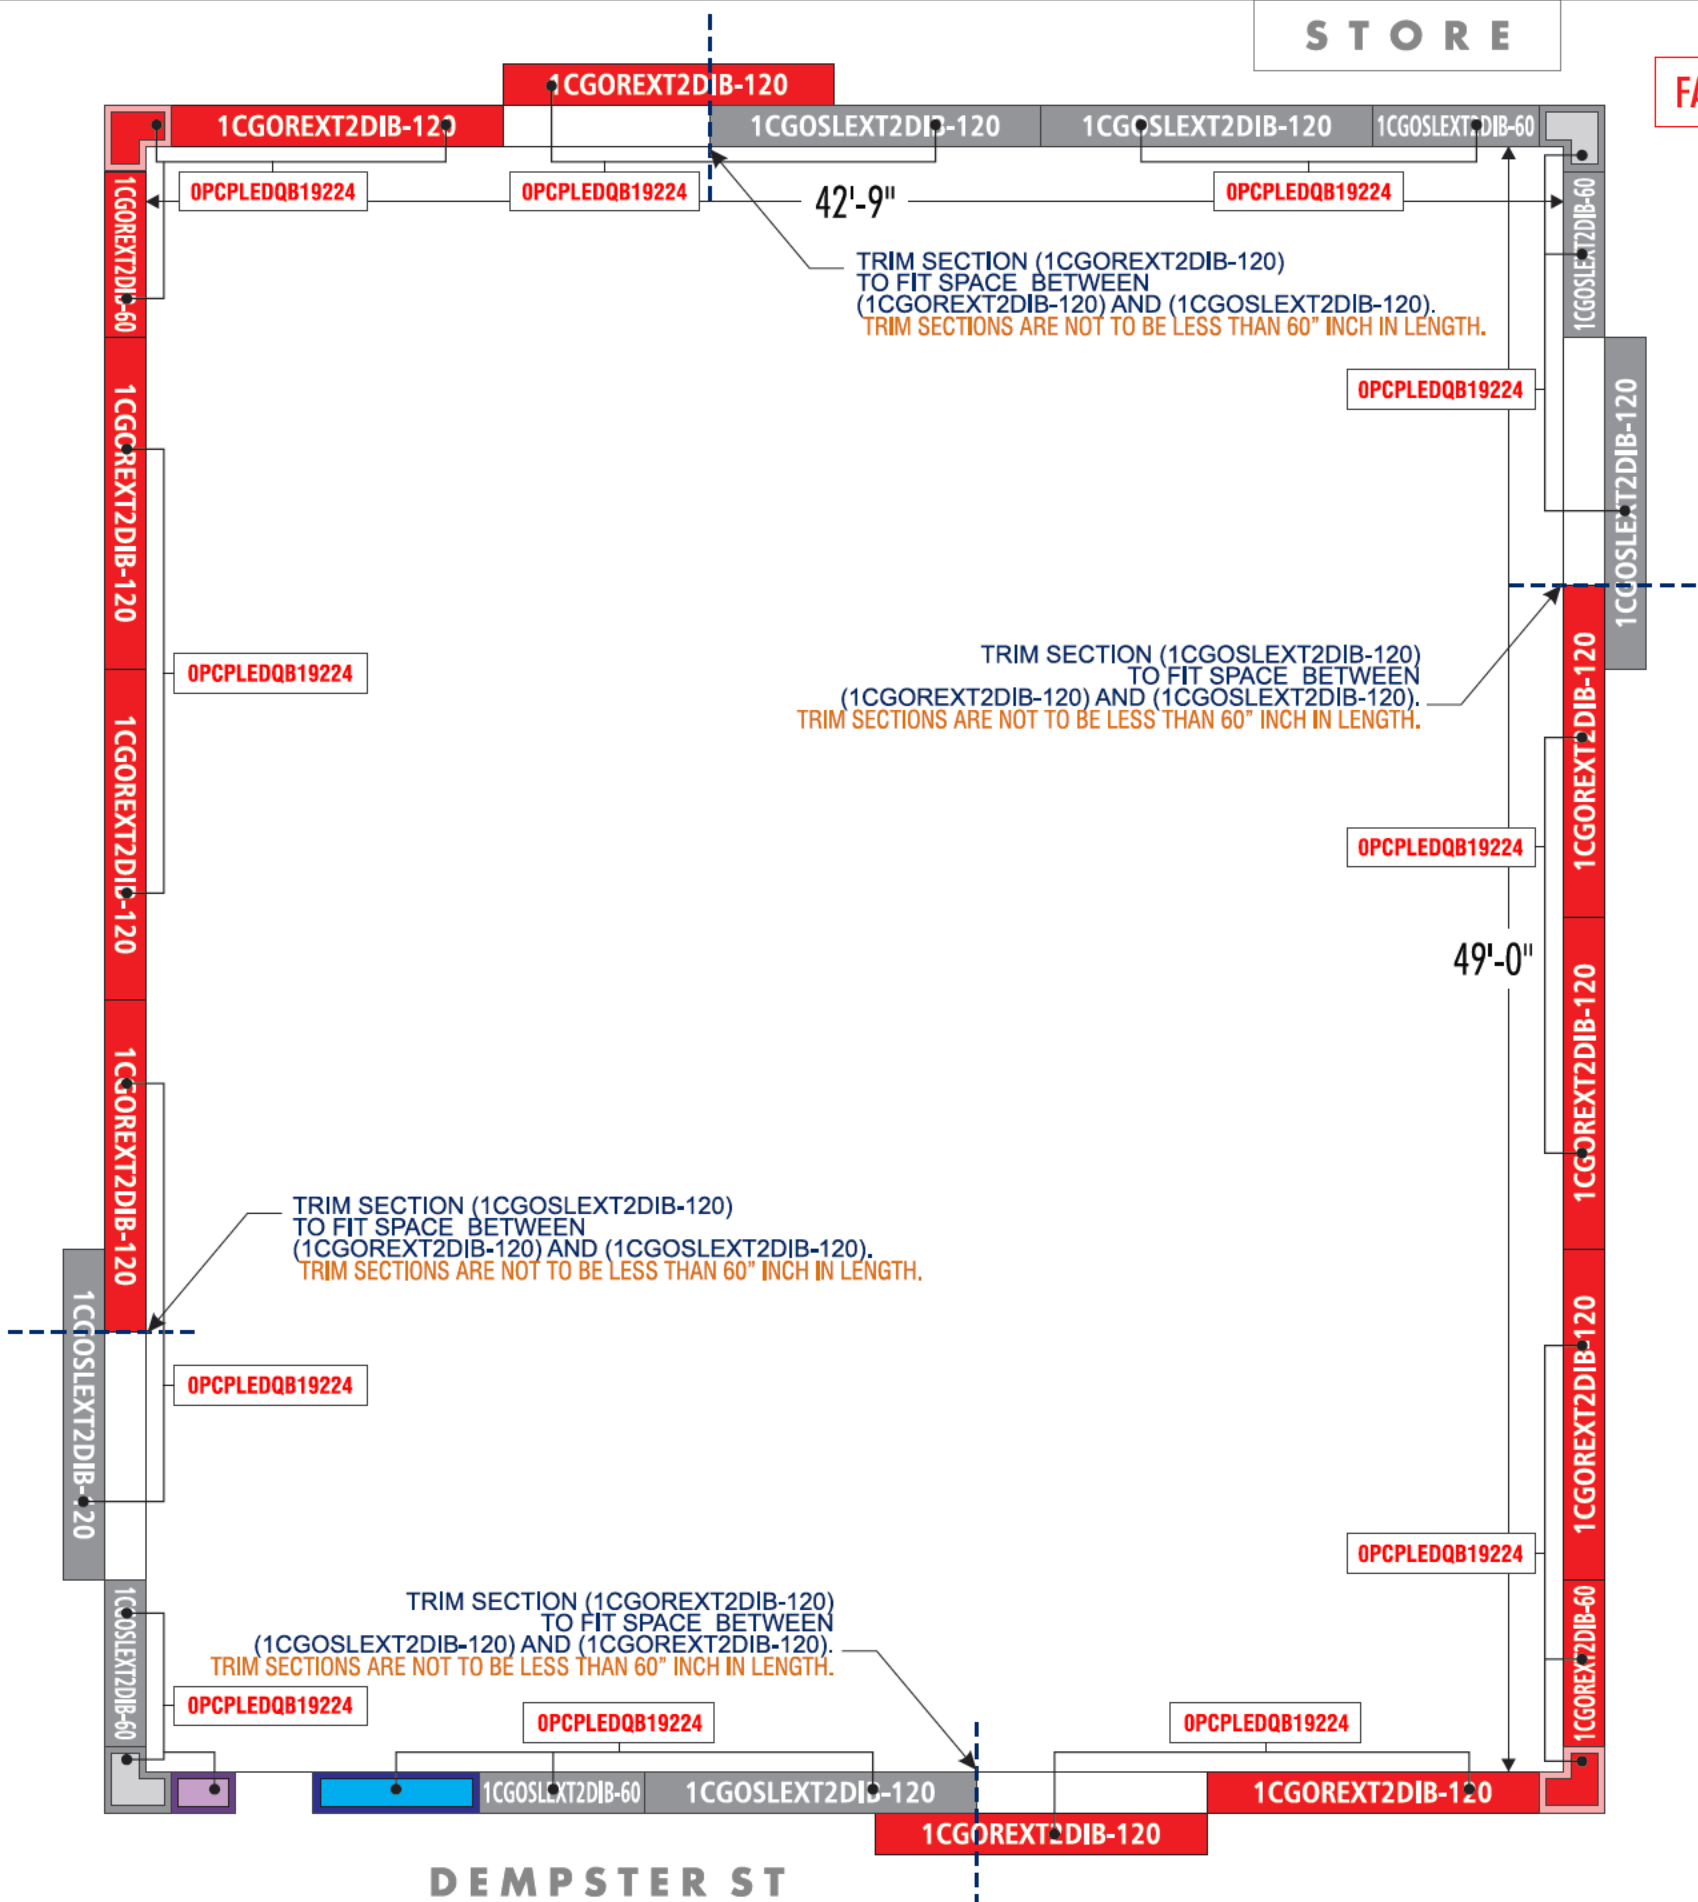 STORE
FA
1CGOREXT2DIB-120
1CGOREXT2DIB-120
1CGOSLEXT2DIB-120
1CGOSLEXT2DIB-120
1CGOSLEXT2DIB-60
0PCPLEDQB19224
0PCPLEDQB19224
42'-9"
0PCPLEDQB19224
1CGOREXT2DIB-60
1CGOSLEXT2DIB-60
TRIM SECTION (1CGOREXT2DIB-120)
TO FIT SPACE BETWEEN
(1CGOREXT2DIB-120) AND (1CGOSLEXT2DIB-120).
TRIM SECTIONS ARE NOT TO BE LESS THAN 60” INCH IN LENGTH.
0PCPLEDQB19224
1CGOREXT2DIB-120
1CGOSLEXT2DIB-120
0PCPLEDQB19224
TRIM SECTION (1CGOSLEXT2DIB-120)
TO FIT SPACE BETWEEN
(1CGOREXT2DIB-120) AND (1CGOSLEXT2DIB-120).
TRIM SECTIONS ARE NOT TO BE LESS THAN 60” INCH IN LENGTH.
1CGOREXT2DIB-120
1CGOREXT2DIB-120
0PCPLEDQB19224
49'-0"
1CGOREXT2DIB-120
1CGOREXT2DIB-120
TRIM SECTION (1CGOSLEXT2DIB-120)
TO FIT SPACE BETWEEN
(1CGOREXT2DIB-120) AND (1CGOSLEXT2DIB-120).
TRIM SECTIONS ARE NOT TO BE LESS THAN 60” INCH IN LENGTH.
1CGOSLEXT2DIB-120
0PCPLEDQB19224
1CGOREXT2DIB-120
0PCPLEDQB19224
1CGOSLEXT2DIB-60
1CGOREXT2DIB-60
TRIM SECTION (1CGOREXT2DIB-120)
TO FIT SPACE BETWEEN
(1CGOSLEXT2DIB-120) AND (1CGOREXT2DIB-120).
TRIM SECTIONS ARE NOT TO BE LESS THAN 60” INCH IN LENGTH.
0PCPLEDQB19224
0PCPLEDQB19224
0PCPLEDQB19224
1CGOSLEXT2DIB-60
1CGOSLEXT2DIB-120
1CGOREXT2DIB-120
1CGOREXT2DIB-120
DEMPSTER ST